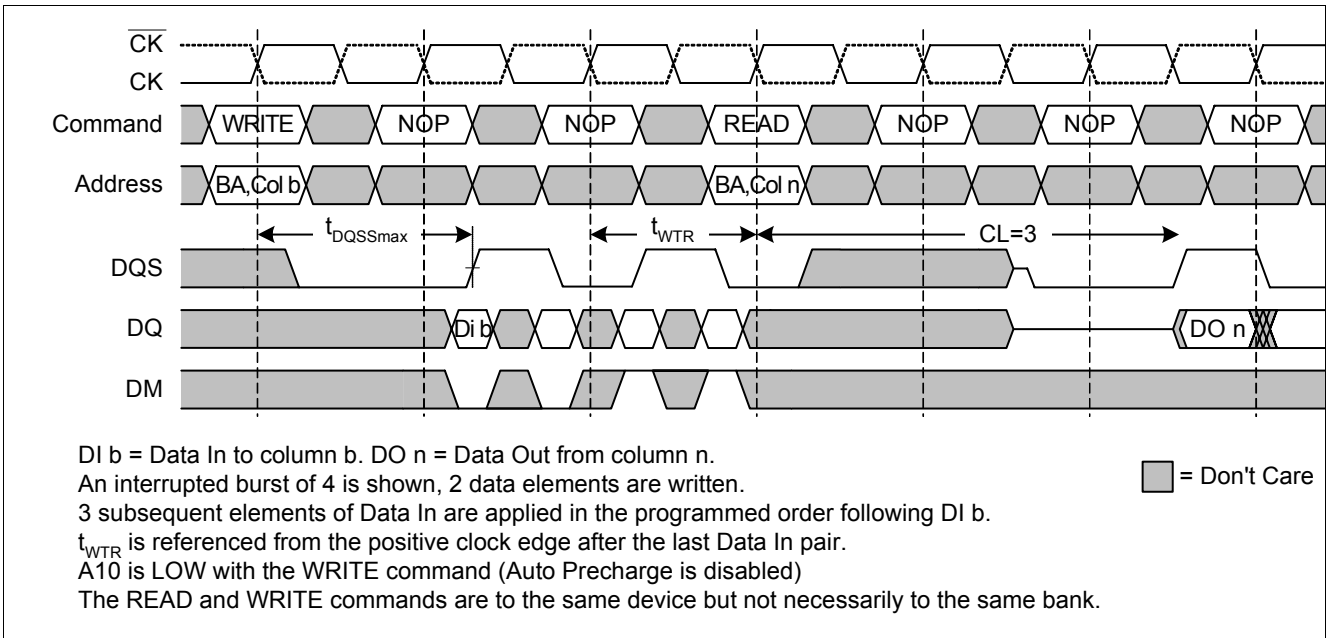 CK
CK
Command WRITE NOP NOP READ NOP NOP NOP
Address BA,Col b BA,Col n
tDQSSmax tWTR CL=3
DQS
DQ Di b DO n
DM
DI b = Data In to column b. DO n = Data Out from column n.
An interrupted burst of 4 is shown, 2 data elements are written.
= Don't Care
3 subsequent elements of Data In are applied in the programmed order following DI b.
tWTR is referenced from the positive clock edge after the last Data In pair.
A10 is LOW with the WRITE command (Auto Precharge is disabled)
The READ and WRITE commands are to the same device but not necessarily to the same bank.